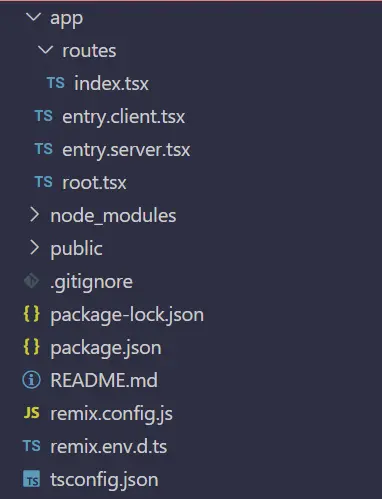 app
routes
TS index.tsx
TS entry.client.tsx
TS entry.server.tsx
TS root.tsx
node_modules
public
.gitignore
{} package-lock.json
{} package.json
README.md
JS remix.config.js
TS remix.env.d.ts
TS tsconfig.json